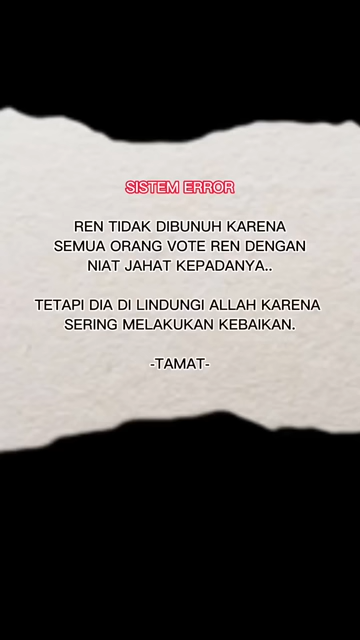 SISTEM ERROR
REN TIDAK DIBUNUH KARENA
SEMUA ORANG VOTE REN DENGAN
NIAT JAHAT KEPADANYA..
TETAPI DIA DI LINDUNGI ALLAH KARENA
SERING MELAKUKAN KEBAIKAN.
-TAMAT-